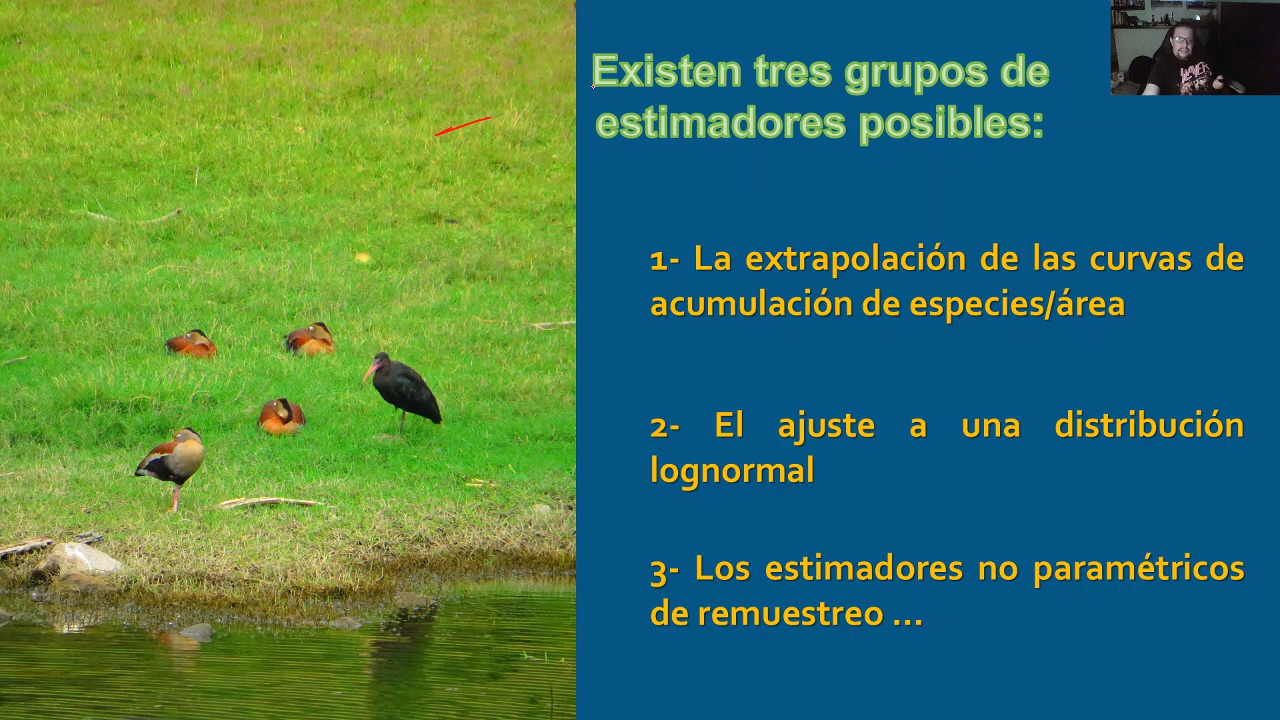 Existen tres grupos de
estimadores posibles:
1- La extrapolación de las curvas de
acumulación de especies/área
2- El ajuste a una distribución
lognormal
3- Los estimadores no paramétricos
de remuestreo ...
SLAYER